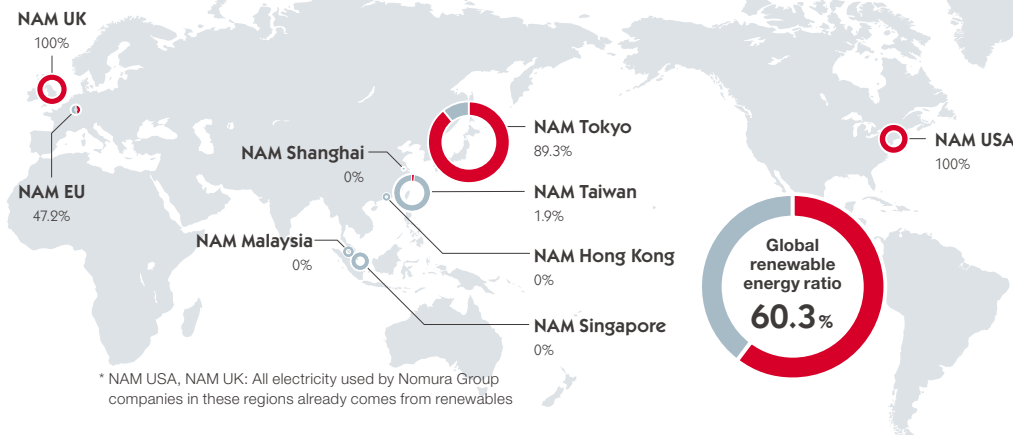 NAM UK
100%
NAM EU
47.2%
NAM Shanghai
0%
NAM Malaysia
0%
NAM Tokyo
89.3%
NAM Taiwan
1.9%
NAM Hong Kong
0%
NAM Singapore
0%
NAM USA
100%
Global
renewable
energy ratio
60.3%
* NAM USA, NAM UK: All electricity used by Nomura Group
companies in these regions already comes from renewables